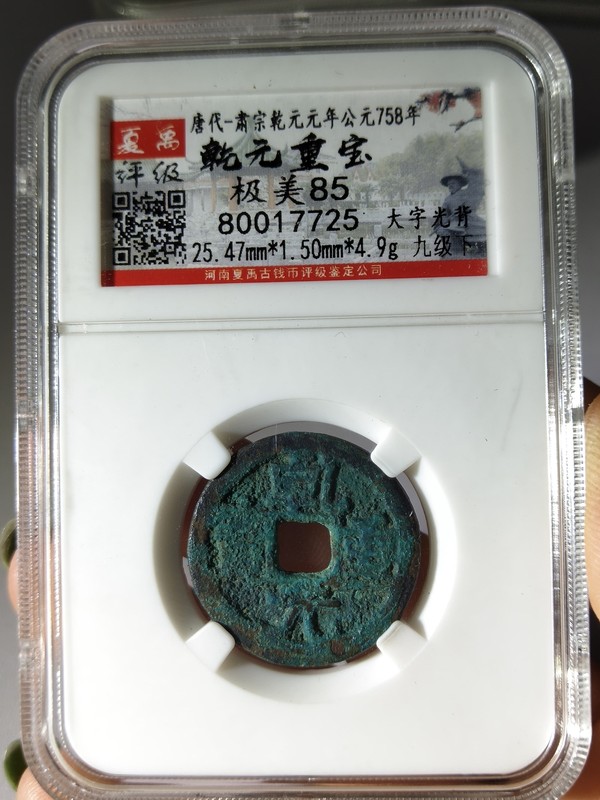 唐代-肃宗乾元元年公元758年
夏禹
评级
乾元重宝
极美85
80017725 大字光背
25.47mm*1.50mm*4.9g 九级下
河南夏禹古钱币评级鉴定公司
乾元